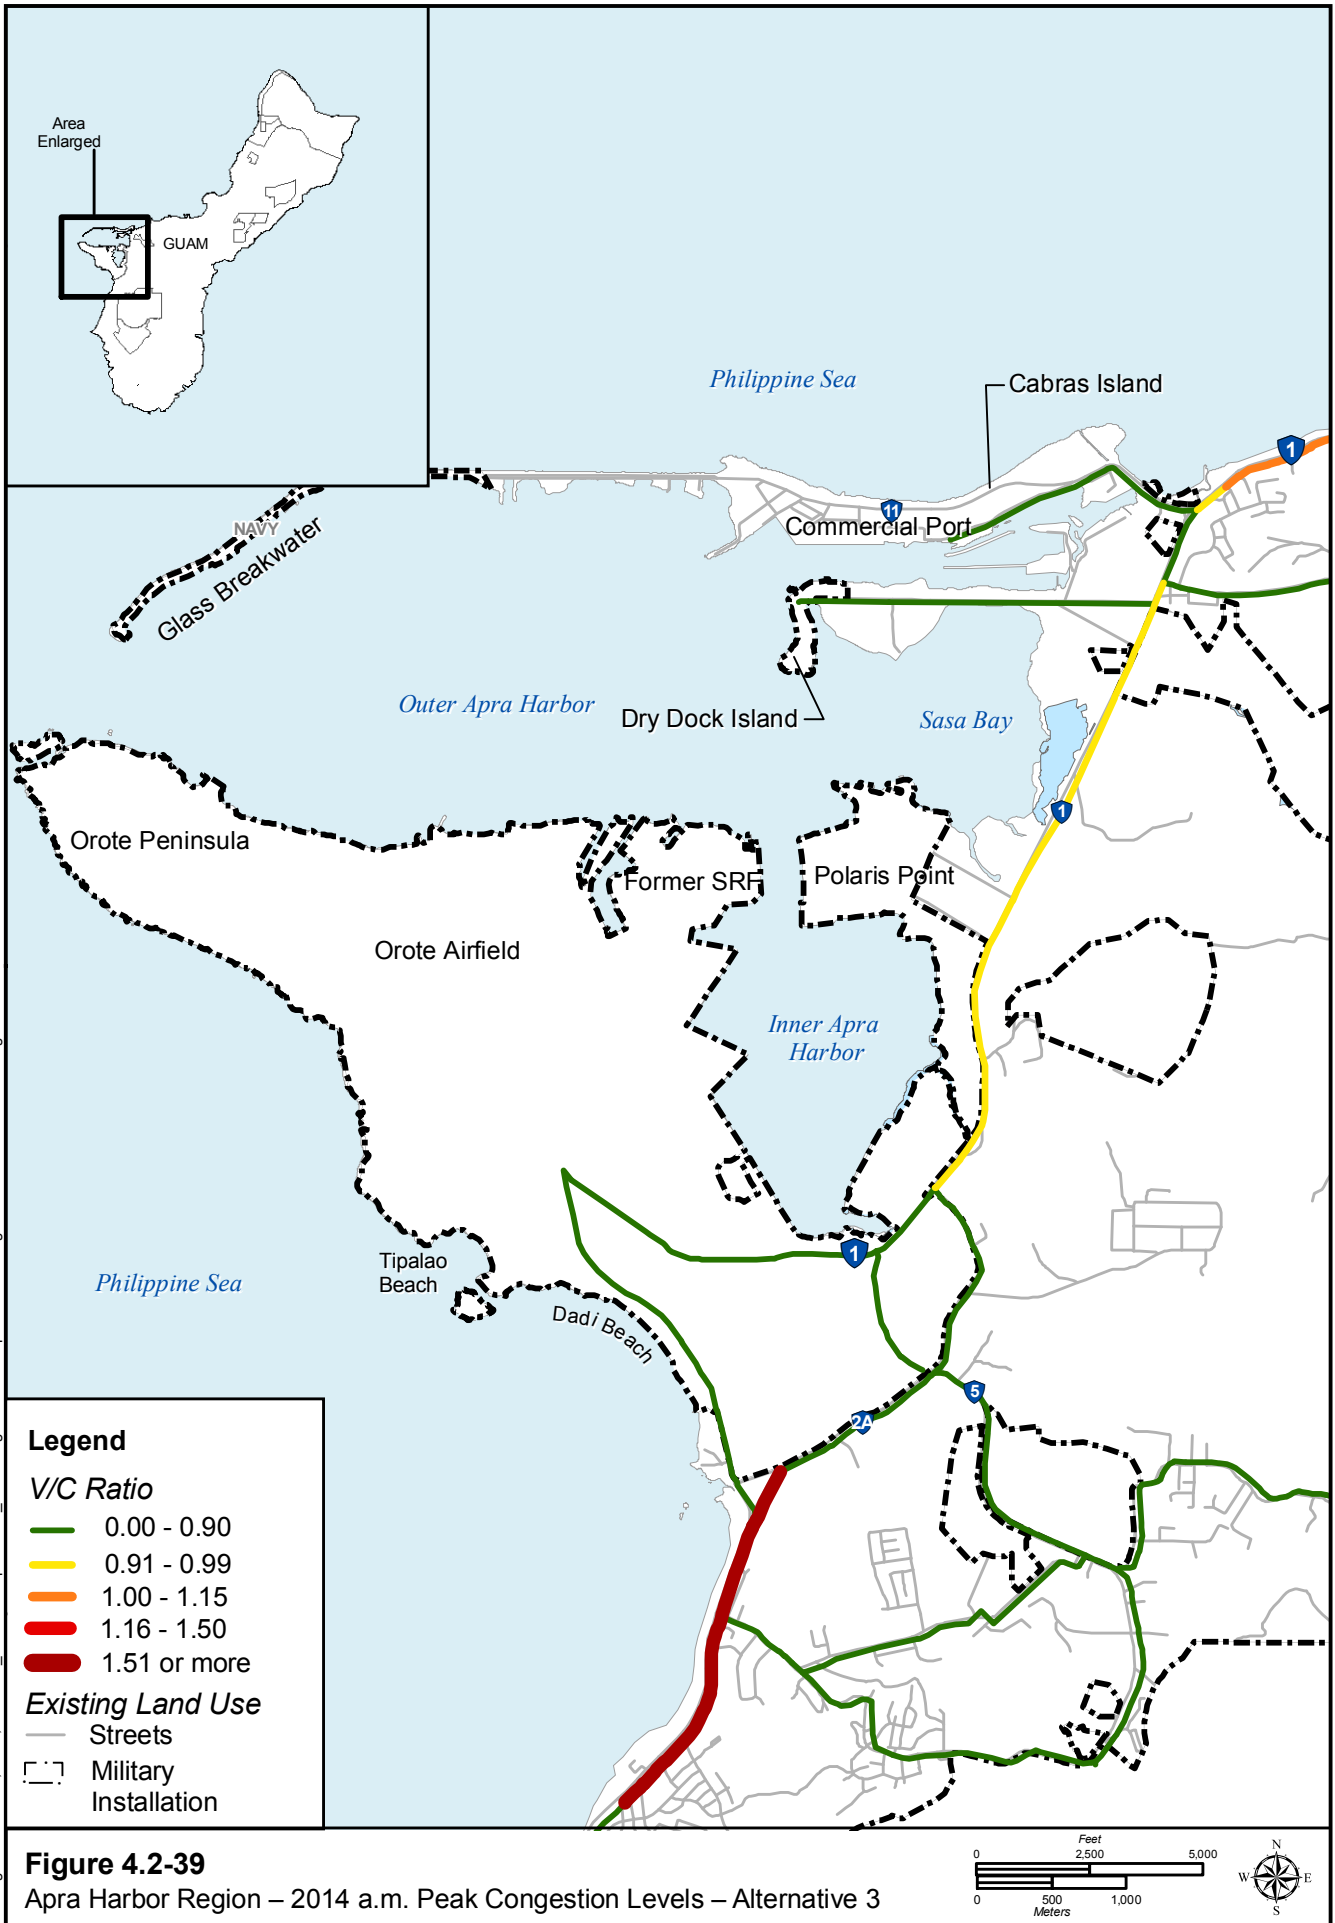 Area
Enlarged
GUAM
Philippine Sea
Cabras Island
1
11
Commercial Port
NAVY
Glass Breakwater
Outer Apra Harbor
Dry Dock Island
Sasa Bay
1
Orote Peninsula
Former SRF
Polaris Point
Orote Airfield
Inner Apra
Harbor
1
Tipalao
Beach
Philippine Sea
Dadi Beach
5
2A
Legend
V/C Ratio
0.00 - 0.90
0.91 - 0.99
1.00 - 1.15
1.16 - 1.50
1.51 or more
Existing Land Use
Streets
Military
Installation
Figure 4.2-39
Apra Harbor Region – 2014 a.m. Peak Congestion Levels – Alternative 3
Feet
0 2,500 5,000
0 500 1,000
Meters
N
W E
S